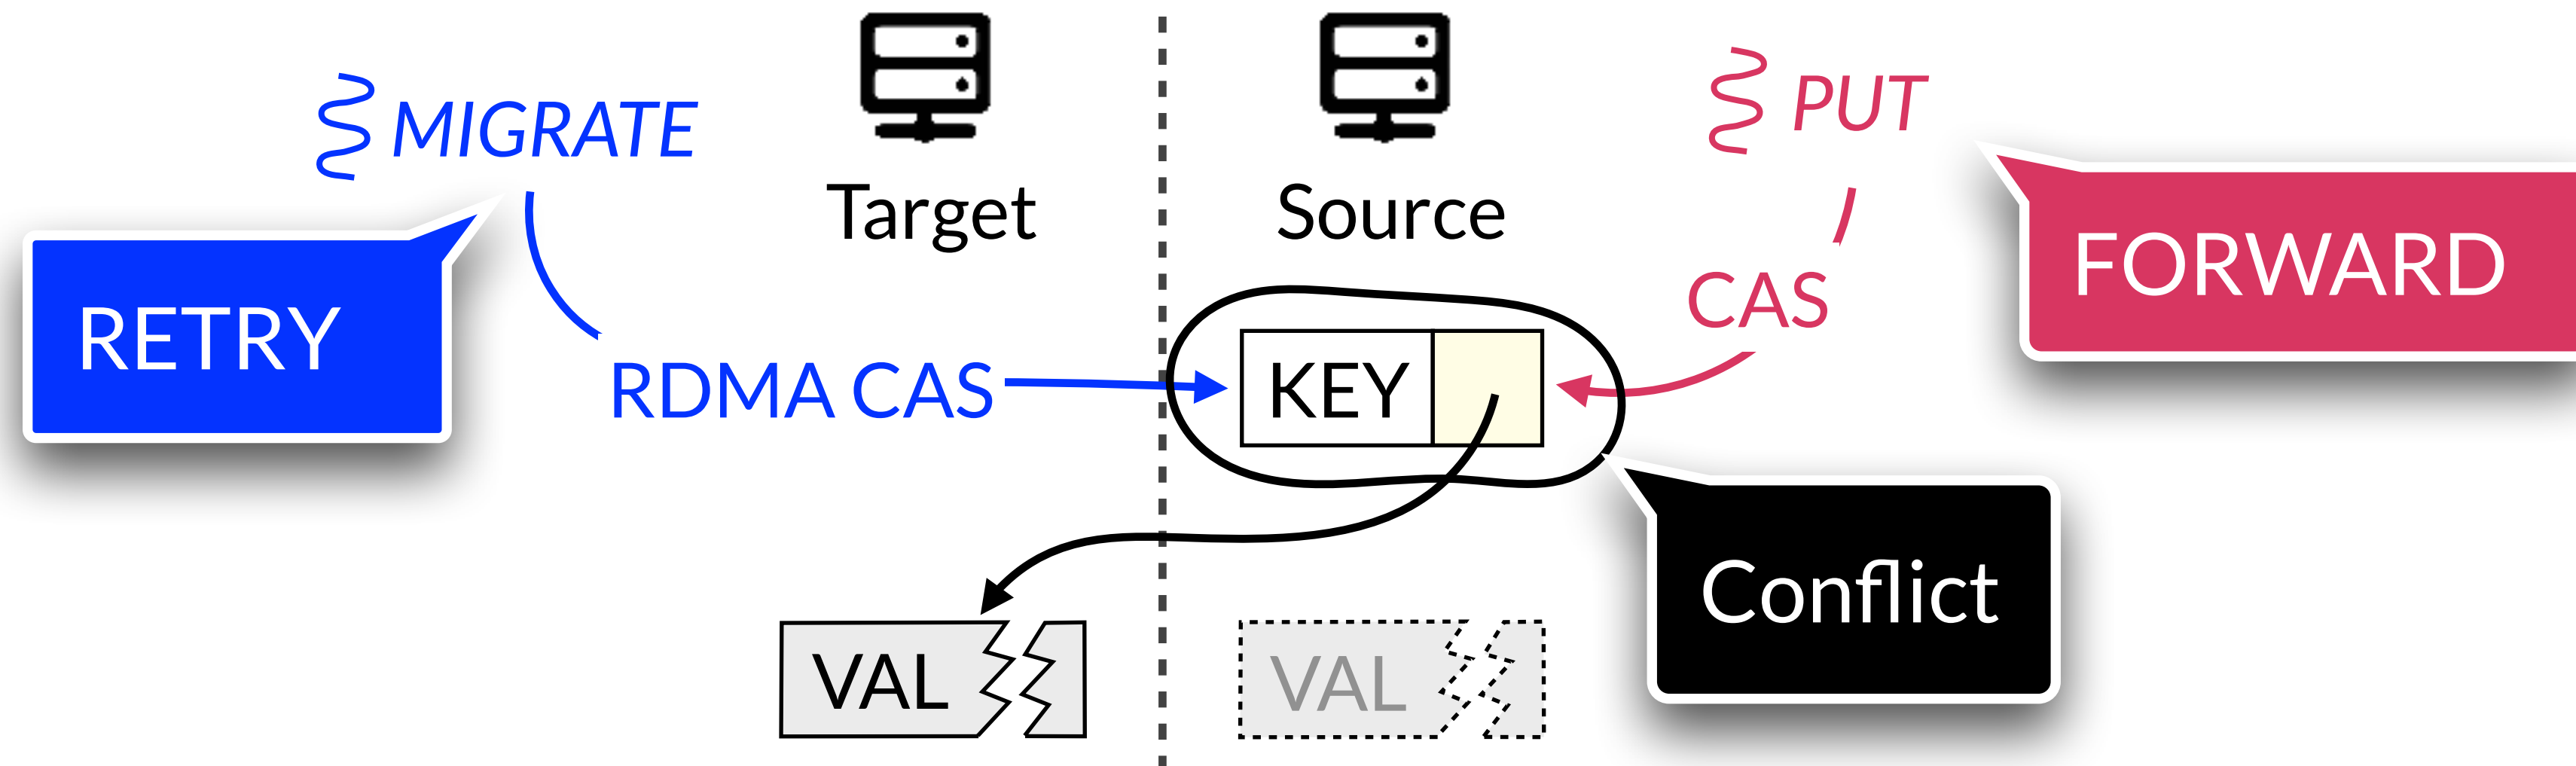 MIGRATE
PUT
Target
Source
RETRY
FORWARD
CAS
RDMA CAS
KEY
Conflict
VAL
VAL